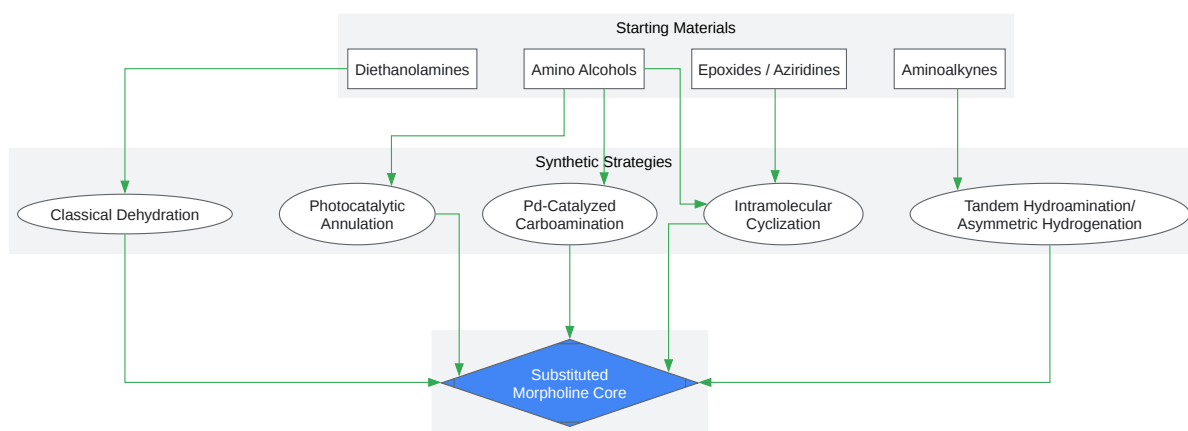 Starting Materials
Diethanolamines
Amino Alcohols
Epoxides / Aziridines
Aminoalkynes
Synthetic Strategies
Classical Dehydration
Photocatalytic
Annulation
Pd-Catalyzed
Carboamination
Intramolecular
Cyclization
Tandem Hydroamination/
Asymmetric Hydrogenation
Substituted
Morpholine Core